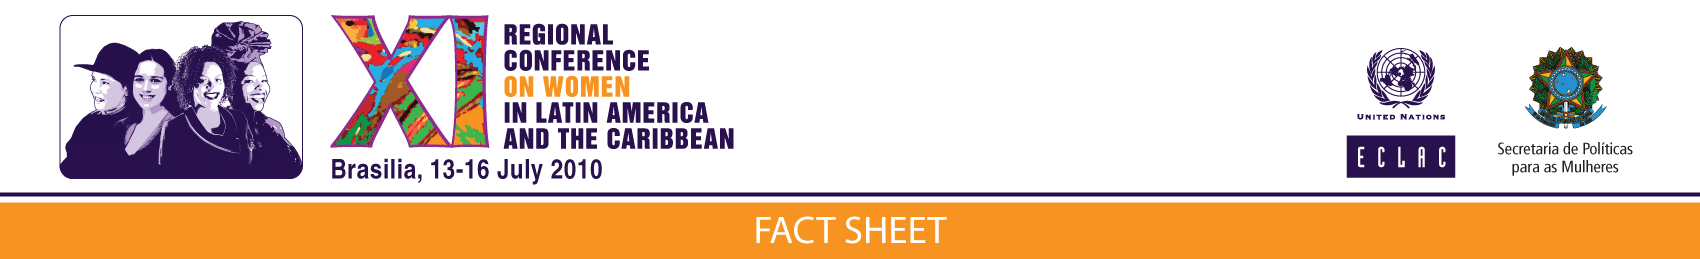 XI
REGIONAL
CONFERENCE
ON WOMEN
IN LATIN AMERICA
AND THE CARIBBEAN
Brasilia, 13-16 July 2010
UNITED NATIONS
ECLAC
Secretaria de Políticas
para as Mulheres
FACT SHEET